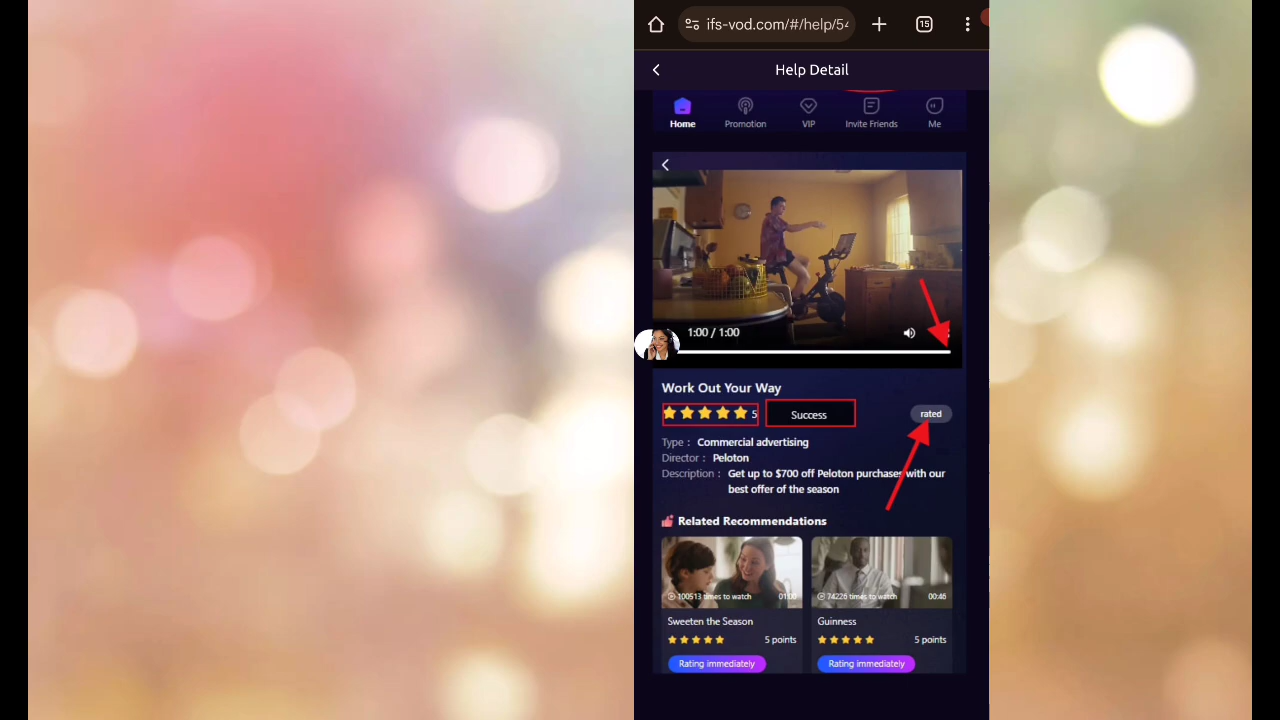 ifs-vod.com/#/help/54
15
Help Detail
Home
Promotion
VIP
Invite Friends
Me
1:00 / 1:00
Work Out Your Way
5
Success
rated
Type : Commercial advertising
Director : Peloton
Description : Get up to $700 off Peloton purchases with our
best offer of the season
Related Recommendations
100513 times to watch
01:00
74226 times to watch
00:46
Sweeten the Season
Guinness
5 points
5 points
Rating immediately
Rating immediately